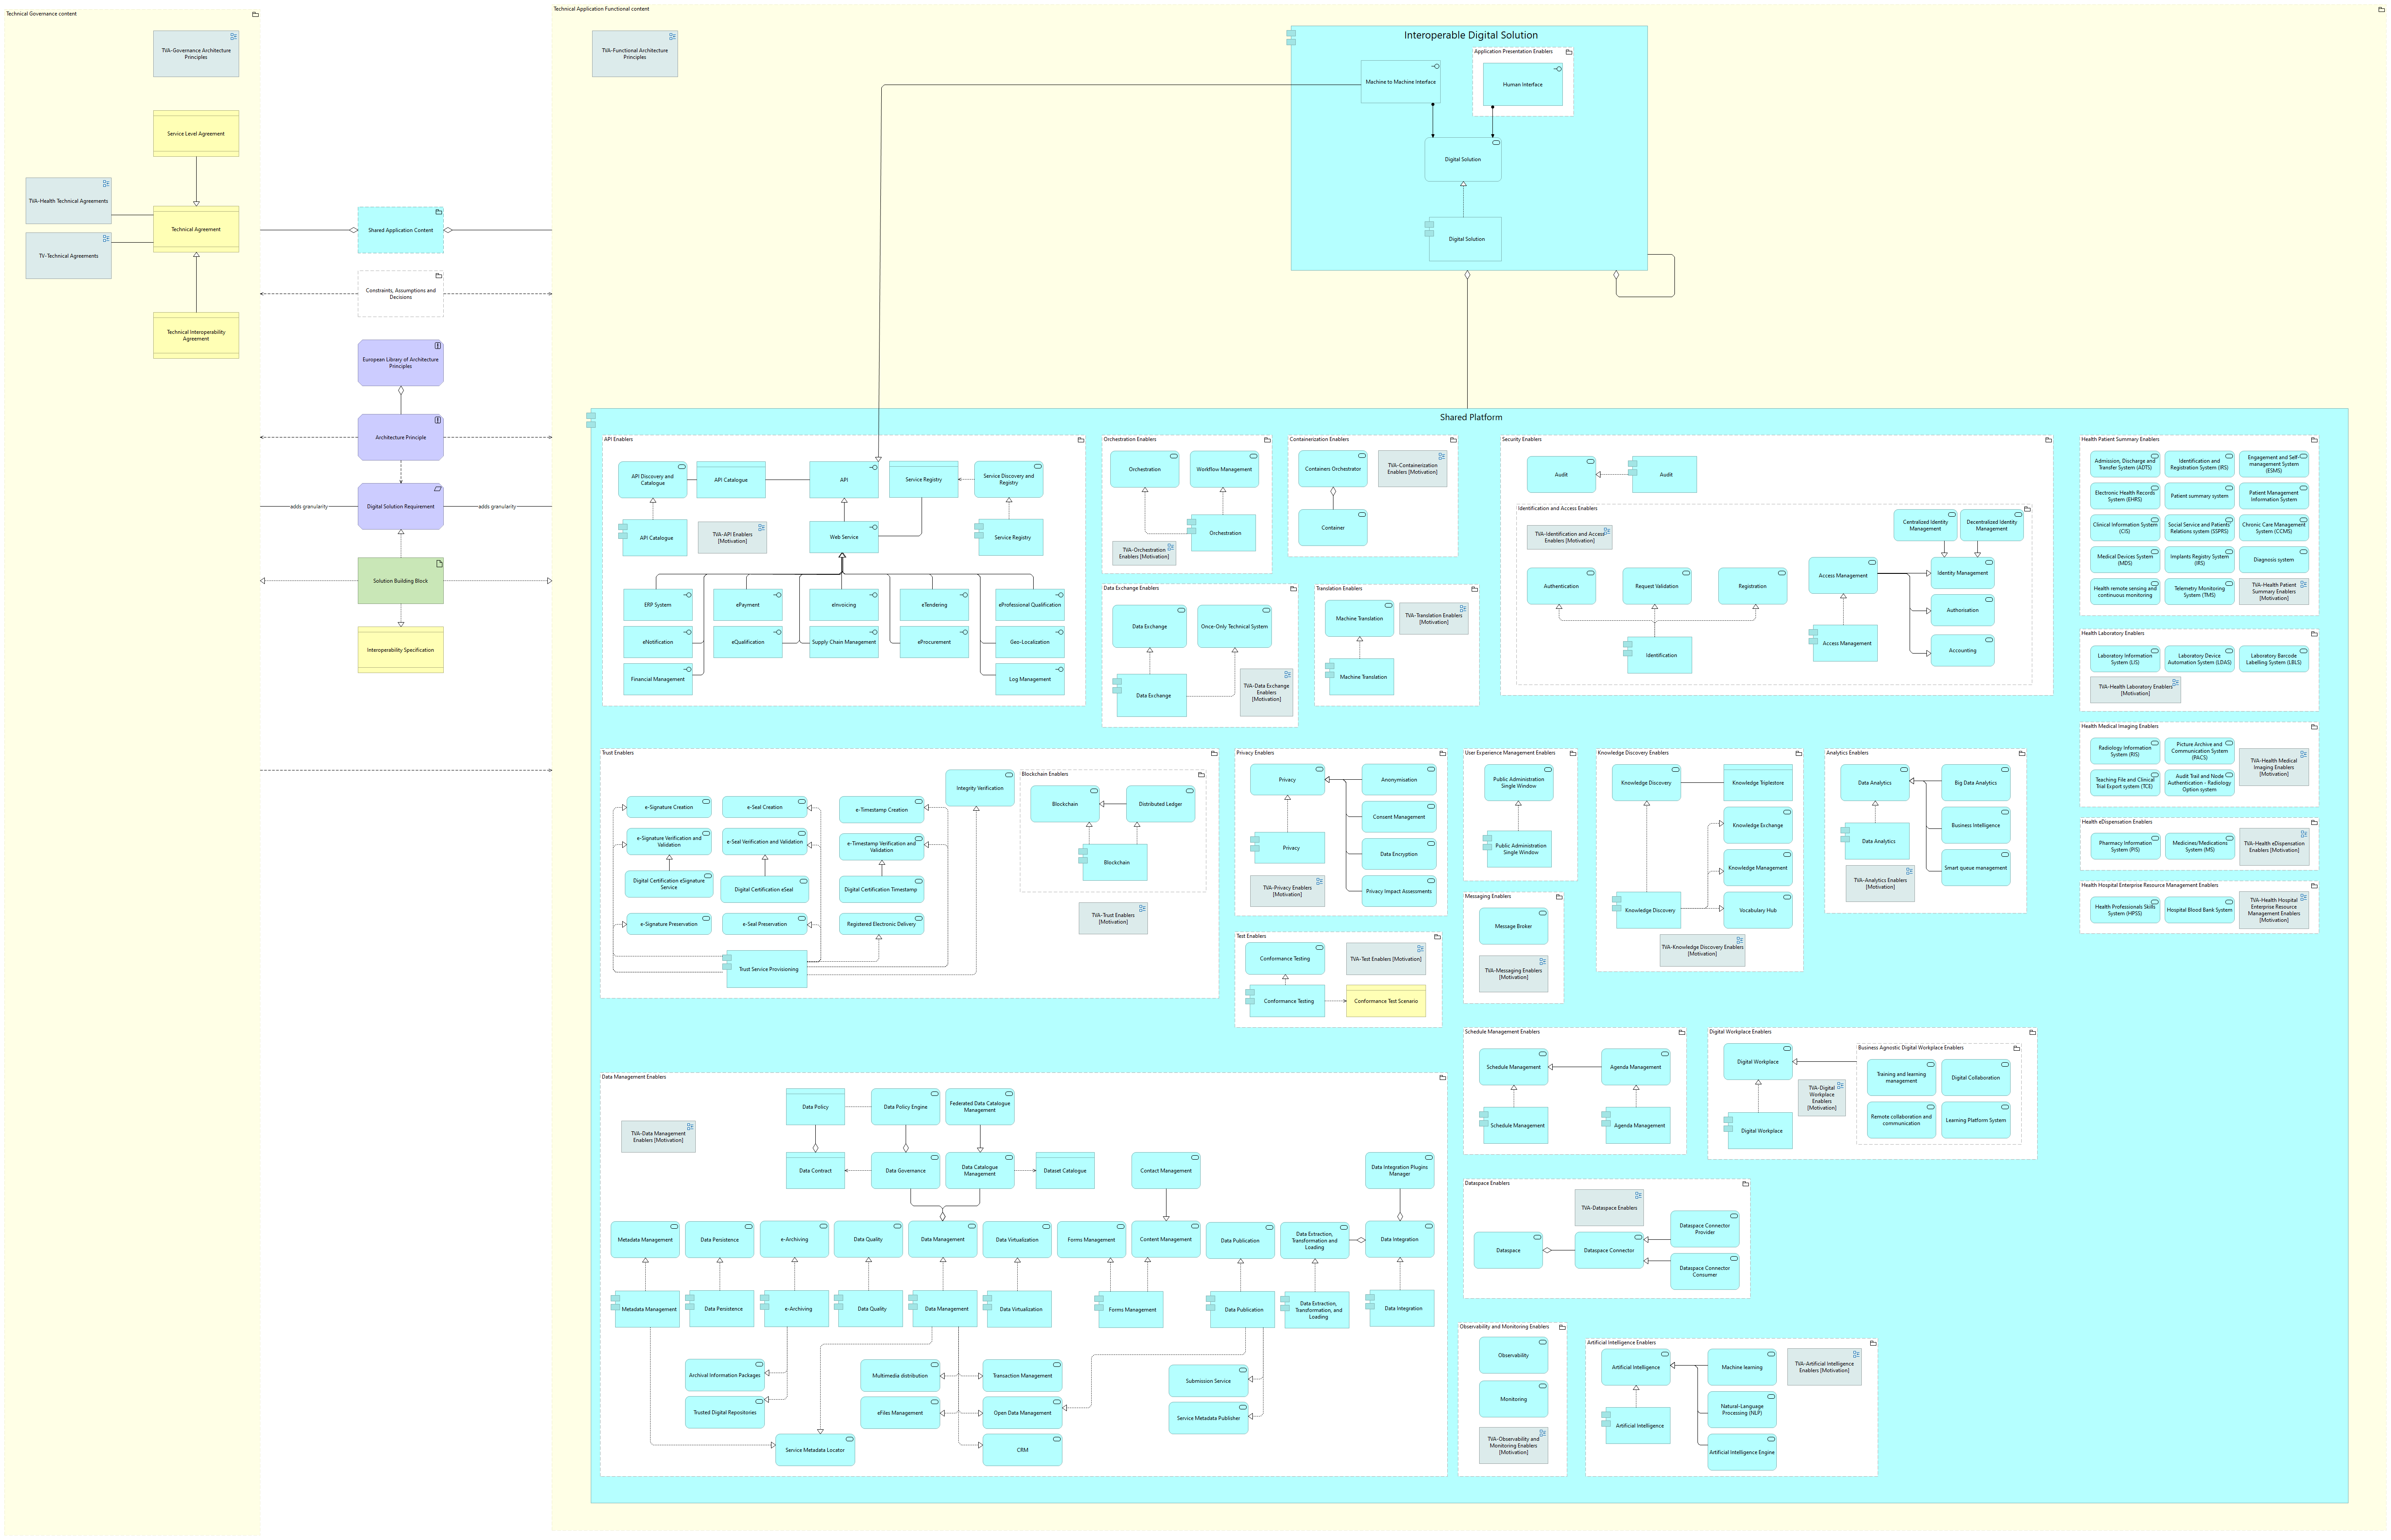 Technical Governance content
TVA-Governance Architecture
Principles
Service Level Agreement
TVA-Health Technical Agreements
Technical Agreement
TV-Technical Agreements
Technical Interoperability
Agreement
Shared Application Content
Constraints, Assumptions and
Decisions
European Library of Architecture
Principles
Architecture Principle
Digital Solution Requirement
adds granularity
adds granularity
Solution Building Block
Interoperability Specification
Technical Application Functional content
TVA-Functional Architecture
Principles
Interoperable Digital Solution
Application Presentation Enablers
Machine to Machine Interface
Human Interface
Digital Solution
Digital Solution
Shared Platform
API Enablers
API Discovery and
Catalogue
API Catalogue
API
Service Registry
Service Discovery and
Registry
API Catalogue
TVA-API Enablers
[Motivation]
Web Service
Service Registry
ERP System
ePayment
eInvoicing
eTendering
eProfessional Qualification
eNotification
eQualification
Supply Chain Management
eProcurement
Geo-Localization
Financial Management
Log Management
Orchestration Enablers
Orchestration
Workflow Management
Orchestration
TVA-Orchestration
Enablers [Motivation]
Containerization Enablers
Containers Orchestrator
TVA-Containerization
Enablers [Motivation]
Container
Data Exchange Enablers
Data Exchange
Once-Only Technical System
Data Exchange
TVA-Data Exchange
Enablers
[Motivation]
Translation Enablers
Machine Translation
TVA-Translation Enablers
[Motivation]
Machine Translation
Security Enablers
Audit
Audit
Identification and Access Enablers
TVA-Identification and Access
Enablers [Motivation]
Centralized Identity
Management
Decentralized Identity
Management
Authentication
Request Validation
Registration
Access Management
Identity Management
Authorisation
Identification
Access Management
Accounting
Health Patient Summary Enablers
Admission, Discharge and
Transfer System (ADTS)
Identification and
Registration System (IRS)
Engagement and Self-
management System
(ESMS)
Electronic Health Records
System (EHRS)
Patient summary system
Patient Management
Information System
Clinical Information System
(CIS)
Social Service and Patients
Relations system (SSPRS)
Chronic Care Management
System (CCMS)
Medical Devices System
(MDS)
Implants Registry System
(IRS)
Diagnosis system
Health remote sensing and
continuous monitoring
Telemetry Monitoring
System (TMS)
TVA-Health Patient
Summary Enablers
[Motivation]
Health Laboratory Enablers
Laboratory Information
System (LIS)
Laboratory Device
Automation System (LDAS)
Laboratory Barcode
Labelling System (LBLS)
TVA-Health Laboratory Enablers
[Motivation]
Health Medical Imaging Enablers
Radiology Information
System (RIS)
Picture Archive and
Communication System
(PACS)
TVA-Health Medical
Imaging Enablers
[Motivation]
Teaching File and Clinical
Trial Export system (TCE)
Audit Trail and Node
Authentication - Radiology
Option system
Health eDispensation Enablers
Pharmacy Information
System (PIS)
Medicines/Medications
System (MS)
TVA-Health eDispensation
Enablers [Motivation]
Health Hospital Enterprise Resource Management Enablers
Health Professionals Skills
System (HPSS)
Hospital Blood Bank System
TVA-Health Hospital
Enterprise Resource
Management Enablers
[Motivation]
Trust Enablers
Integrity Verification
e-Signature Creation
e-Seal Creation
e-Timestamp Creation
e-Signature Verification and
Validation
e-Seal Verification and Validation
e-Timestamp Verification and
Validation
Digital Certification eSignature
Service
Digital Certification eSeal
Digital Certification Timestamp
e-Signature Preservation
e-Seal Preservation
Registered Electronic Delivery
Trust Service Provisioning
Blockchain Enablers
Blockchain
Distributed Ledger
Blockchain
TVA-Trust Enablers
[Motivation]
Privacy Enablers
Privacy
Anonymisation
Consent Management
Privacy
Data Encryption
TVA-Privacy Enablers
[Motivation]
Privacy Impact Assessments
Test Enablers
Conformance Testing
TVA-Test Enablers
[Motivation]
Conformance Testing
Conformance Test Scenario
User Experience Management Enablers
Public Administration
Single Window
Public Administration
Single Window
Messaging Enablers
Message Broker
TVA-Messaging Enablers
[Motivation]
Knowledge Discovery Enablers
Knowledge Discovery
Knowledge Triplestore
Knowledge Exchange
Knowledge Management
Knowledge Discovery
Vocabulary Hub
TVA-Knowledge Discovery Enablers
[Motivation]
Analytics Enablers
Data Analytics
Big Data Analytics
Business Intelligence
Data Analytics
TVA-Analytics Enablers
[Motivation]
Smart queue management
Schedule Management Enablers
Schedule Management
Agenda Management
Schedule Management
Agenda Management
Digital Workplace Enablers
Digital Workplace
Business Agnostic Digital Workplace Enablers
Training and learning
management
Digital Collaboration
TVA-Digital
Workplace
Enablers
[Motivation]
Remote collaboration and
communication
Learning Platform System
Digital Workplace
Data Management Enablers
TVA-Data Management
Enablers [Motivation]
Data Policy
Data Policy Engine
Federated Data Catalogue
Management
Data Contract
Data Governance
Data Catalogue
Management
Dataset Catalogue
Contact Management
Data Integration Plugins
Manager
Metadata Management
Data Persistence
e-Archiving
Data Quality
Data Management
Data Virtualization
Forms Management
Content Management
Data Publication
Data Extraction,
Transformation and
Loading
Data Integration
Metadata Management
Data Persistence
e-Archiving
Data Quality
Data Management
Data Virtualization
Forms Management
Data Publication
Data Extraction,
Transformation, and
Loading
Data Integration
Archival Information Packages
Multimedia distribution
Transaction Management
Submission Service
Trusted Digital Repositories
eFiles Management
Open Data Management
Service Metadata Publisher
Service Metadata Locator
CRM
Dataspace Enablers
TVA-Dataspace Enablers
Dataspace
Dataspace Connector
Dataspace Connector
Provider
Dataspace Connector
Consumer
Observability and Monitoring Enablers
Observability
Monitoring
TVA-Observability and
Monitoring Enablers
[Motivation]
Artificial Intelligence Enablers
Artificial Intelligence
Machine learning
TVA-Artificial Intelligence
Enablers [Motivation]
Natural-Language
Processing (NLP)
Artificial Intelligence
Artificial Intelligence Engine